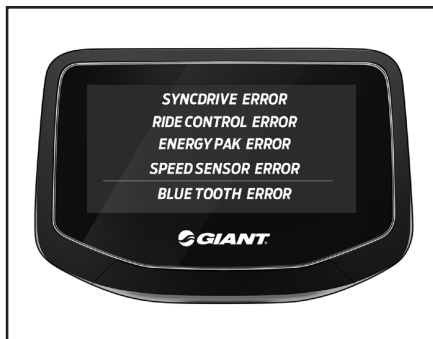 SYNCDRIVE ERROR
RIDE CONTROL ERROR
ENERGY PAK ERROR
SPEED SENSOR ERROR
BLUE TOOTH ERROR
GIANT